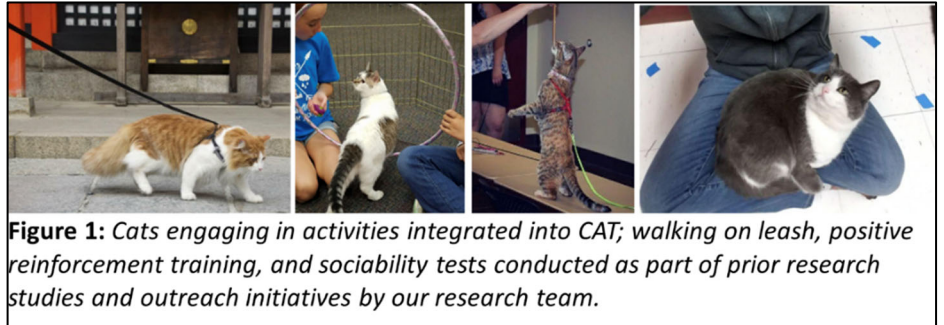 Figure 1: Cats engaging in activities integrated into CAT; walking on leash, positive
reinforcement training, and sociability tests conducted as part of prior research
studies and outreach initiatives by our research team.